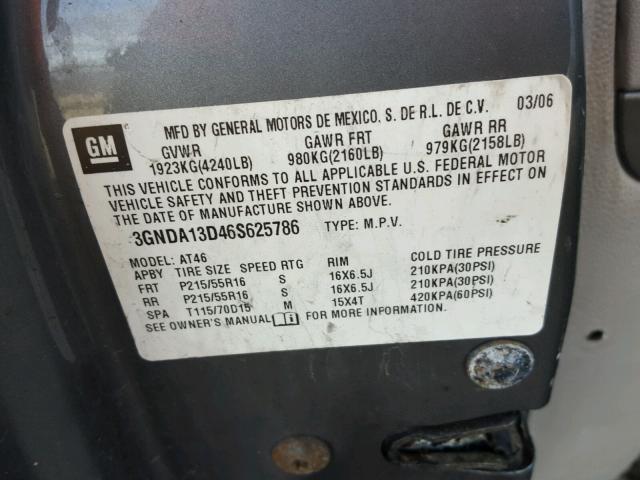 GM
MFD BY GENERAL MOTORS DE MEXICO. S. DE R.L. DE C.V. 03/06
GVWR GAWR FRT GAWR RR
1923KG(4240LB) 980KG(2160LB) 979KG(2158LB)
THIS VEHICLE CONFORMS TO ALL APPLICABLE U.S. FEDERAL MOTOR
VEHICLE SAFETY AND THEFT PREVENTION STANDARDS IN EFFECT ON
THE DATE OF MANUFACTURE SHOWN ABOVE.
3GNDA13D46S625786 TYPE: M.P.V.
MODEL: AT46
APBY TIRE SIZE SPEED RTG RIM COLD TIRE PRESSURE
FRT P215/55R16 S 16X6.5J 210KPA(30PSI)
RR P215/55R16 S 16X6.5J 210KPA(30PSI)
SPA T115/70D15 M 15X4T 420KPA(60PSI)
SEE OWNER'S MANUAL FOR MORE INFORMATION.